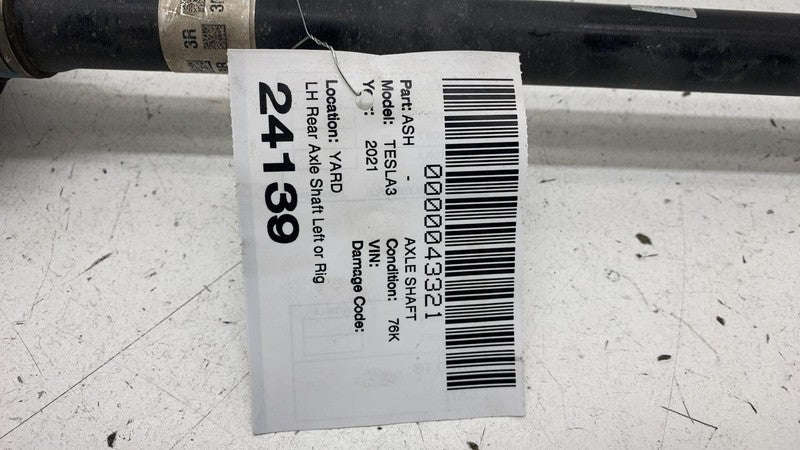 0000043321
Part: ASH - AXLE SHAFT
Model: TESLA3 Condition: 76K
2021 VIN:
Damage Code:
Location: YARD
LH Rear Axle Shaft Left or Rig
24139
3R